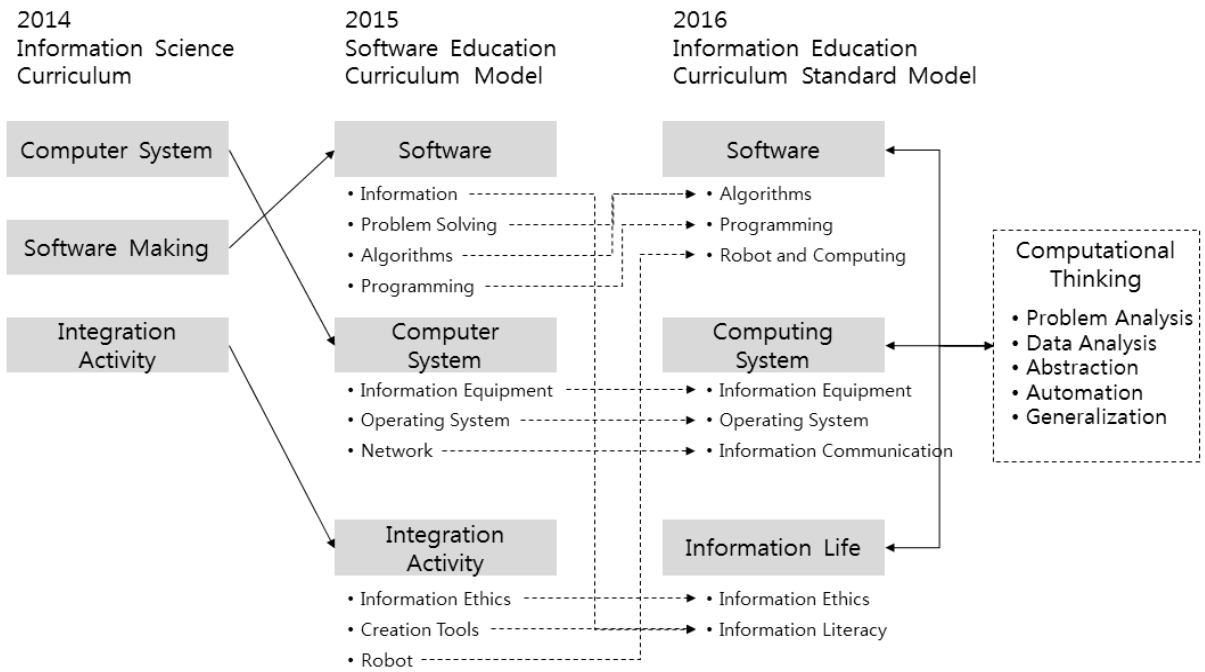 2014
Information Science
Curriculum
Computer System
Software Making
Integration
Activity
2015
Software Education
Curriculum Model
Software
• Information
• Problem Solving
• Algorithms
• Programming
Computer
System
• Information Equipment
• Operating System
• Network
Integration
Activity
• Information Ethics
• Creation Tools
• Robot
2016
Information Education
Curriculum Standard Model
Software
• Algorithms
• Programming
• Robot and Computing
Computing
System
• Information Equipment
• Operating System
• Information Communication
Information Life
• Information Ethics
• Information Literacy
Computational
Thinking
• Problem Analysis
• Data Analysis
• Abstraction
• Automation
• Generalization